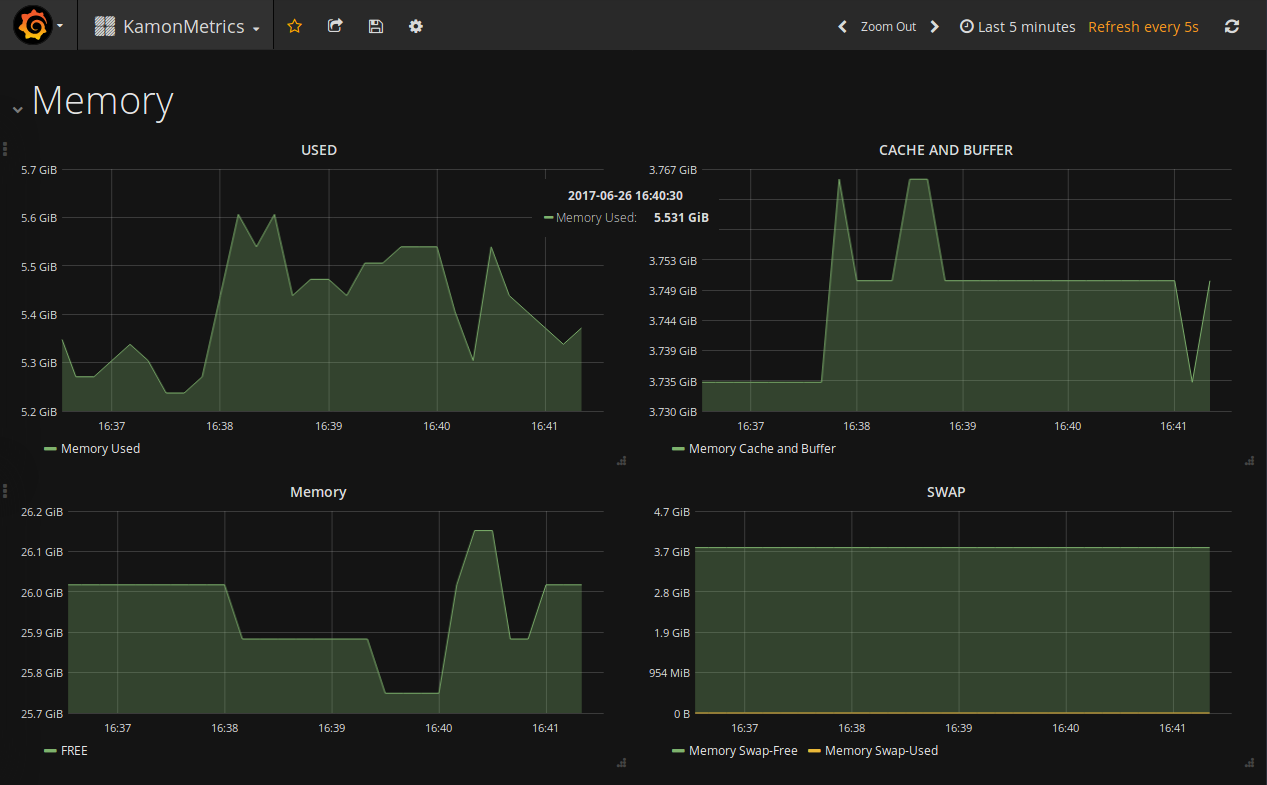 KamonMetrics
Zoom Out
Last 5 minutes
Refresh every 5s
Memory
USED
5.7 GiB
5.6 GiB
5.5 GiB
5.4 GiB
5.3 GiB
5.2 GiB
16:37 16:38 16:39 16:40 16:41
Memory Used
2017-06-26 16:40:30
Memory Used: 5.531 GiB
CACHE AND BUFFER
3.767 GiB
3.753 GiB
3.749 GiB
3.744 GiB
3.739 GiB
3.735 GiB
3.730 GiB
16:37 16:38 16:39 16:40 16:41
Memory Cache and Buffer
Memory
26.2 GiB
26.1 GiB
26.0 GiB
25.9 GiB
25.8 GiB
25.7 GiB
16:37 16:38 16:39 16:40 16:41
FREE
SWAP
4.7 GiB
3.7 GiB
2.8 GiB
1.9 GiB
954 MiB
0 B
16:37 16:38 16:39 16:40 16:41
Memory Swap-Free Memory Swap-Used